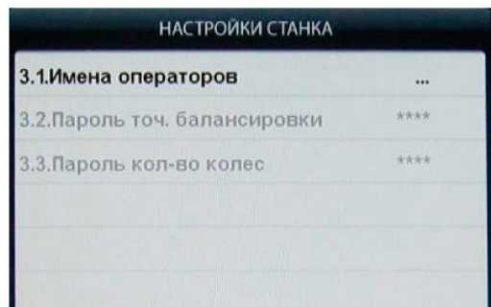 НАСТРОЙКИ СТАНКА
3.1.Имена операторов ...
3.2.Пароль точ. балансировки ****
3.3.Пароль кол-во колес ****